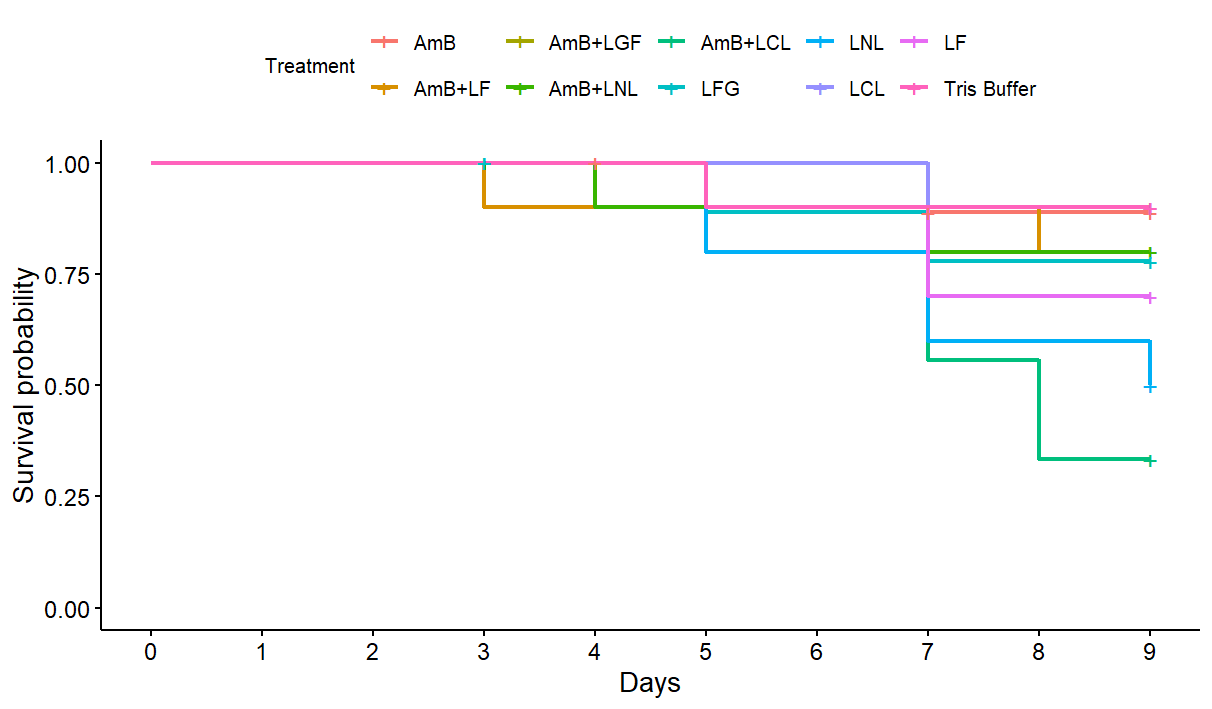 AmB AmB+LGF AmB+LCL LNL LF
Treatment
AmB+LF AmB+LNL LFG LCL Tris Buffer
1.00
0.75
0.50
0.25
0.00
Survival probability
0 1 2 3 4 5 6 7 8 9
Days